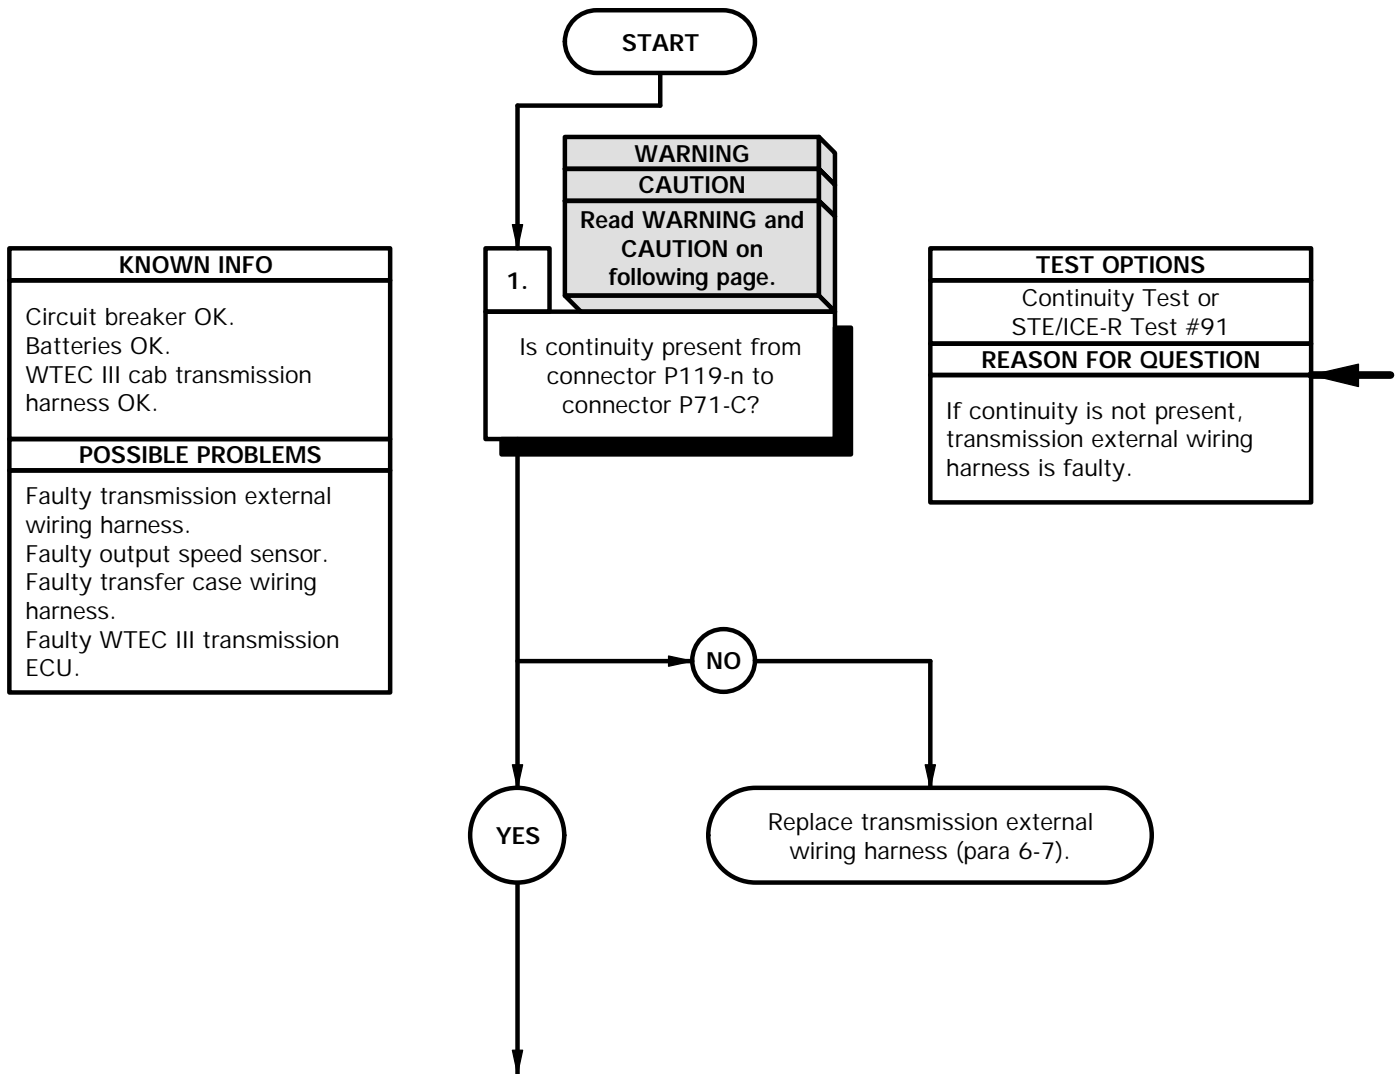 START
WARNING
CAUTION
Read WARNING and
CAUTION on
following page.
KNOWN INFO
Circuit breaker OK.
Batteries OK.
WTEC III cab transmission
harness OK.
POSSIBLE PROBLEMS
Faulty transmission external
wiring harness.
Faulty output speed sensor.
Faulty transfer case wiring
harness.
Faulty WTEC III transmission
ECU.
1.
Is continuity present from
connector P119-n to
connector P71-C?
TEST OPTIONS
Continuity Test or
STE/ICE-R Test #91
REASON FOR QUESTION
If continuity is not present,
transmission external wiring
harness is faulty.
NO
YES
Replace transmission external
wiring harness (para 6-7).